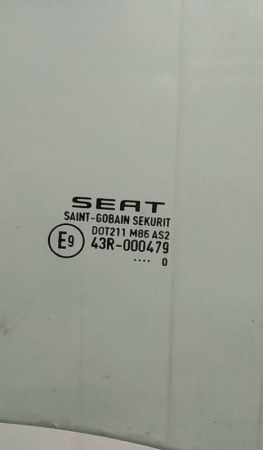 SEAT
SAINT-GOBAIN SEKURIT
DOT211 M86 AS2
E9 43R-000479
.... 0